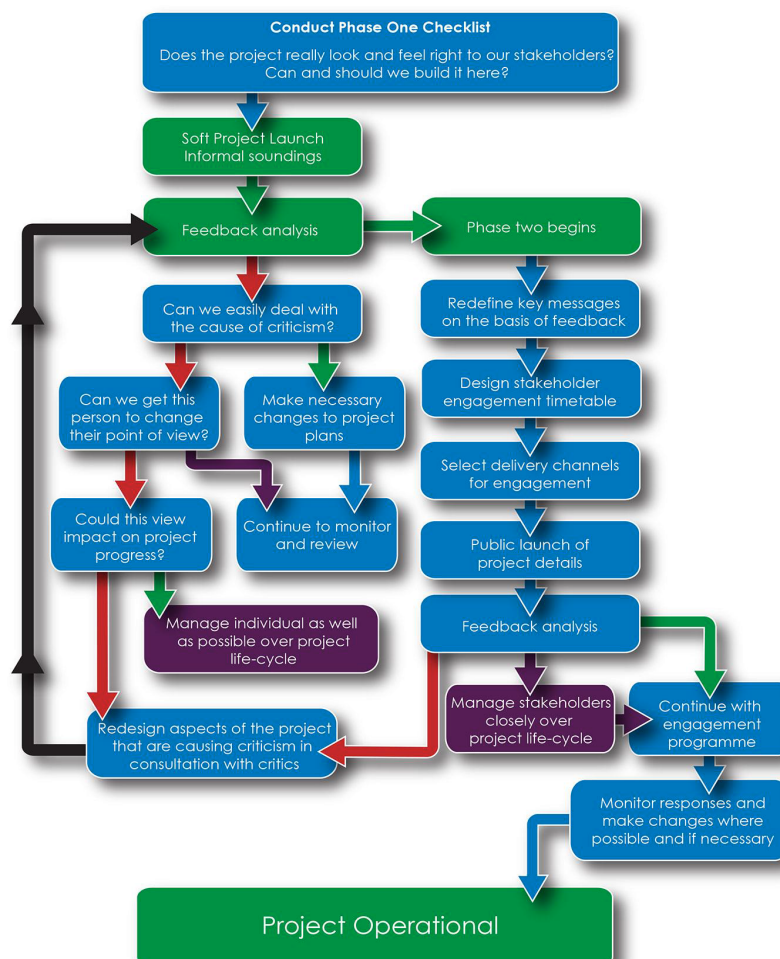 Conduct Phase One Checklist
Does the project really look and feel right to our stakeholders?
Can and should we build it here?
Soft Project Launch
Informal soundings
Feedback analysis
Phase two begins
Can we easily deal with
the cause of criticism?
Redefine key messages
on the basis of feedback
Can we get this
person to change
their point of view?
Make necessary
changes to project
plans
Design stakeholder
engagement timetable
Select delivery channels
for engagement
Could this view
impact on project
progress?
Continue to monitor
and review
Public launch of
project details
Manage individual as well
as possible over project
life-cycle
Feedback analysis
Redesign aspects of the project
that are causing criticism in
consultation with critics
Manage stakeholders
closely over
project life-cycle
Continue with
engagement
programme
Monitor responses and
make changes where
possible and if necessary
Project Operational